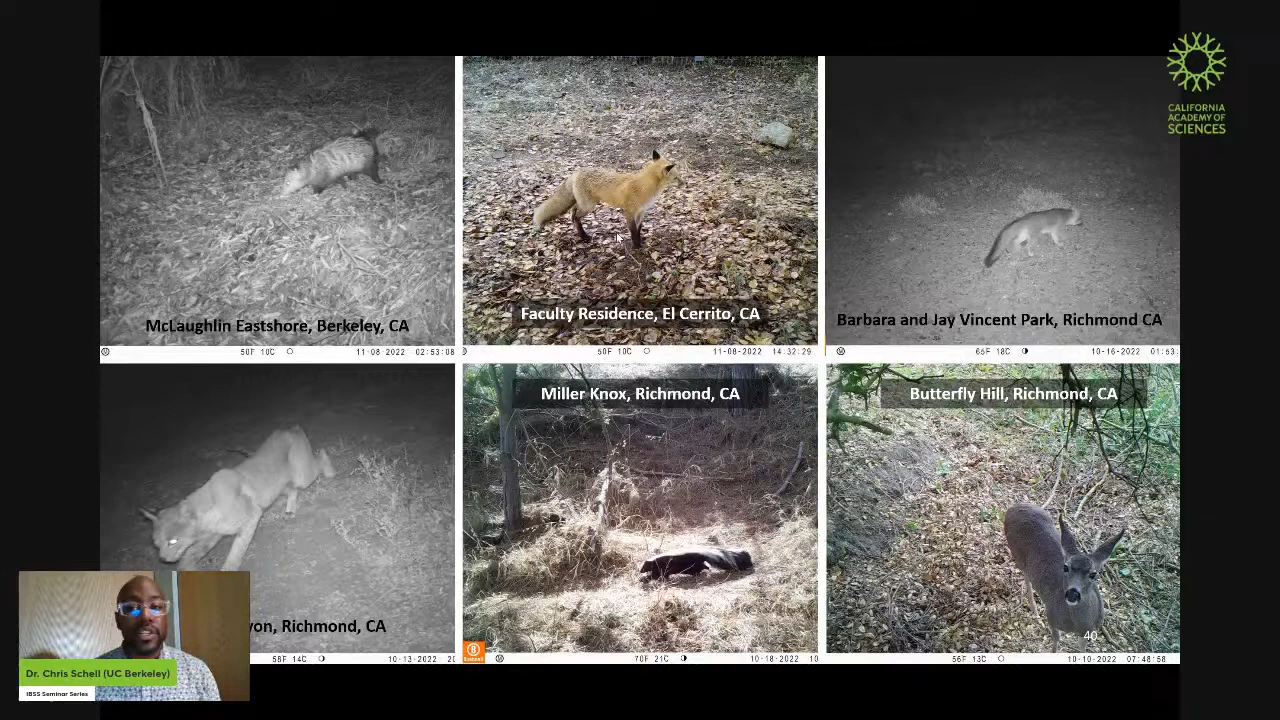 CALIFORNIA
ACADEMY OF
SCIENCES
McLaughlin Eastshore, Berkeley, CA
Faculty Residence, El Cerrito, CA
Barbara and Jay Vincent Park, Richmond CA
50F 10C
11-08-2022 02:53:08
50F 10C
11-08-2022 14:32:29
65F 18C
10-16-2022 01:53
Miller Knox, Richmond, CA
Butterfly Hill, Richmond, CA
yon, Richmond, CA
40
58F 14C
10-13-2022
70F 21C
10-18-2022 10
56F 13C
10-10-2022 07:48:58
Dr. Chris Schell (UC Berkeley)
IBSS Seminar Series